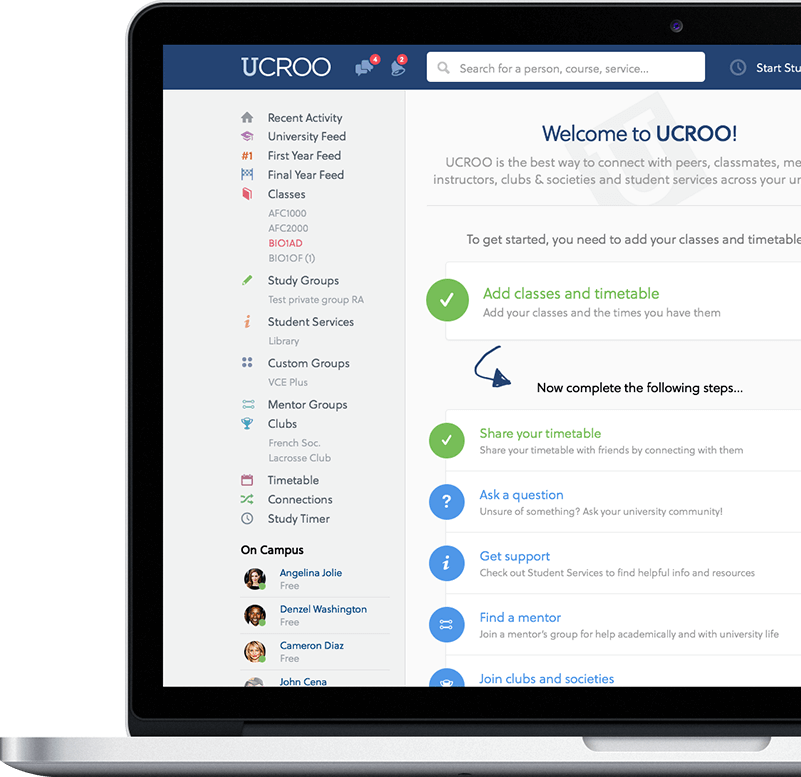 UCROO
4
2
Search for a person, course, service...
Start Stu
Recent Activity
University Feed
#1 First Year Feed
Final Year Feed
Classes
AFC1000
AFC2000
BIO1AD
BIO1OF (1)
Study Groups
Test private group RA
Student Services
Library
Custom Groups
VCE Plus
Mentor Groups
Clubs
French Soc.
Lacrosse Club
Timetable
Connections
Study Timer
On Campus
Angelina Jolie
Free
Denzel Washington
Free
Cameron Diaz
Free
John Cena
Welcome to UCROO!
UCROO is the best way to connect with peers, classmates, me
instructors, clubs & societies and student services across your un
To get started, you need to add your classes and timetable
Add classes and timetable
Add your classes and the times you have them
Now complete the following steps...
Share your timetable
Share your timetable with friends by connecting with them
?
Ask a question
Unsure of something? Ask your university community!
i
Get support
Check out Student Services to find helpful info and resources
Find a mentor
Join a mentor's group for help academically and with university life
Join clubs and societies